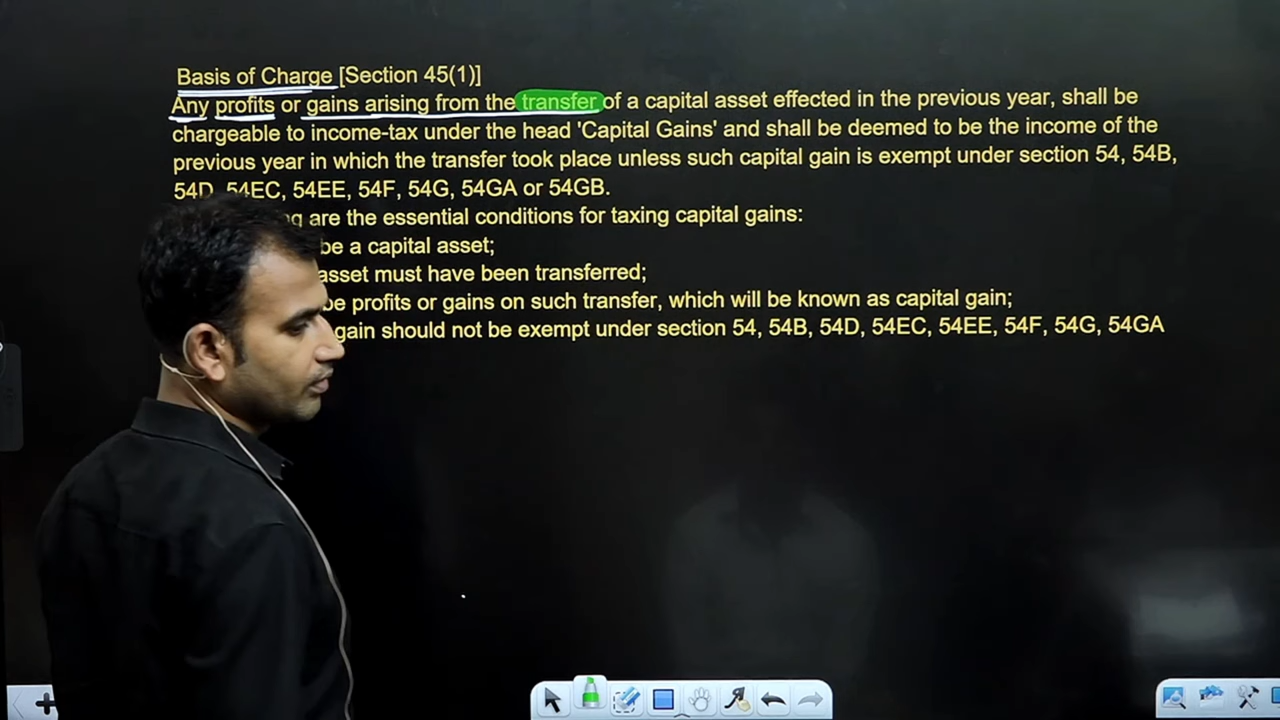 Basis of Charge [Section 45(1)]
Any profits or gains arising from the transfer of a capital asset effected in the previous year, shall be
chargeable to income-tax under the head 'Capital Gains' and shall be deemed to be the income of the
previous year in which the transfer took place unless such capital gain is exempt under section 54, 54B,
54D, 54EC, 54EE, 54F, 54G, 54GA or 54GB.
are the essential conditions for taxing capital gains:
be a capital asset;
asset must have been transferred;
be profits or gains on such transfer, which will be known as capital gain;
gain should not be exempt under section 54, 54B, 54D, 54EC, 54EE, 54F, 54G, 54GA